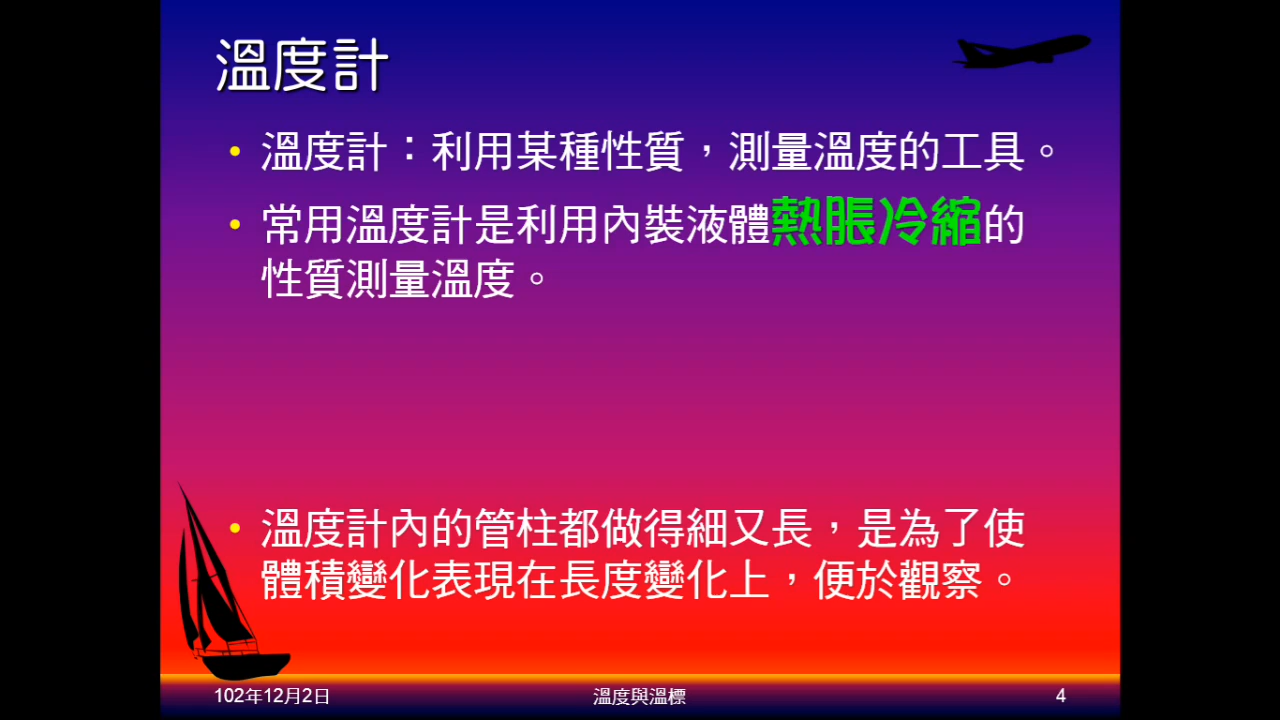 溫度計
• 溫度計：利用某種性質，測量溫度的工具。
• 常用溫度計是利用內裝液體熱脹冷縮的
性質測量溫度。
• 溫度計內的管柱都做得細又長，是為了使
體積變化表現在長度變化上，便於觀察。
102年12月2日
溫度與溫標
4